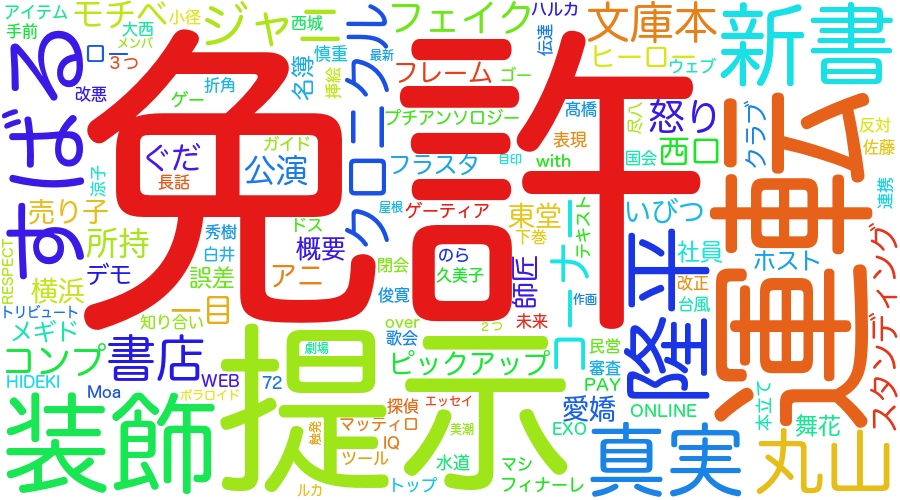 アイテム
モチベ
小径
ジャニ
クロニクル
フェイク
ハルカ
文庫本
新書
手前
大西
メンバ
西城
慎重
最新
伝達
ヒーロー
ロー
3つ
フレーム
ゴー
ウェブ
すばる
改悪
折角
名簿
挿絵
免許
プチアンソロジー
髙橋
尽八
怒り
クラブ
運転
ゲー
ガイド
表現
反対
佐藤
ぐだ
長話
公演
フラスタ
目印
with
国会
西口
涼子
連携
売り子
ドス
屋根
ゲーティア
東堂
いびつ
所持
秀樹
白井
概要
のら
久美子
下巻
テキスト
コーナー
隆平
社員
ホスト
RESPECT
デモ
誤差
アニ
閉会
師匠
作画
改正
台風
スタンディング
横浜
一目
俊寛
トリビュート
知り合い
over
2つ
未来
メギド
歌会
民営
コンプ
書店
提示
劇場
ピックアップ
審査
HIDEKI
Moa
WEB
72
PAY
ポラロイド
探偵
エッセイ
愛嬌
ONLINE
本立て
舞花
装飾
触発
マッティロ
美潮
EXO
真実
丸山
IQ
ツール
水道
マシ
ルカ
トップ
フィナーレ